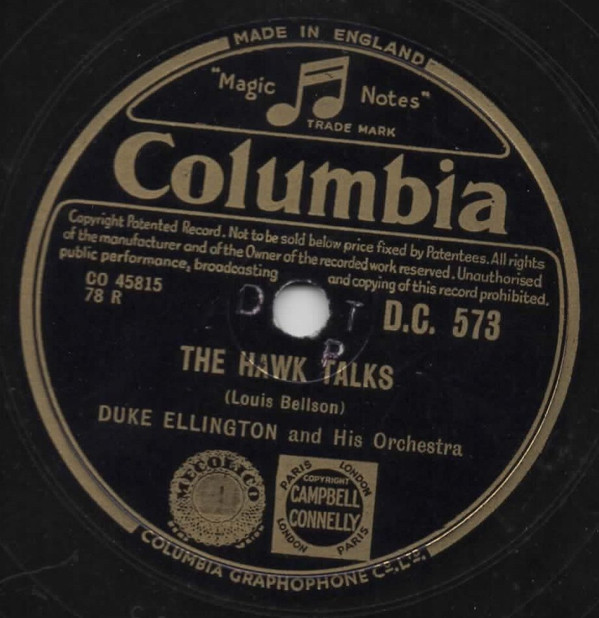 MADE IN ENGLAND
"Magic Notes"
TRADE MARK
Columbia
Copyright Patented Record. Not to be sold below price fixed by Patentees. All rights
of the manufacturer and of the Owner of the recorded work reserved. Unauthorised
public performance, broadcasting and copying of this record prohibited.
CO 45815
78 R
D.C. 573
THE HAWK TALKS
(Louis Bellson)
DUKE ELLINGTON and His Orchestra
MECOLICO
PARIS LONDON
COPYRIGHT
CAMPBELL
CONNELLY
LONDON PARIS
COLUMBIA GRAPHOPHONE Co., LTD.